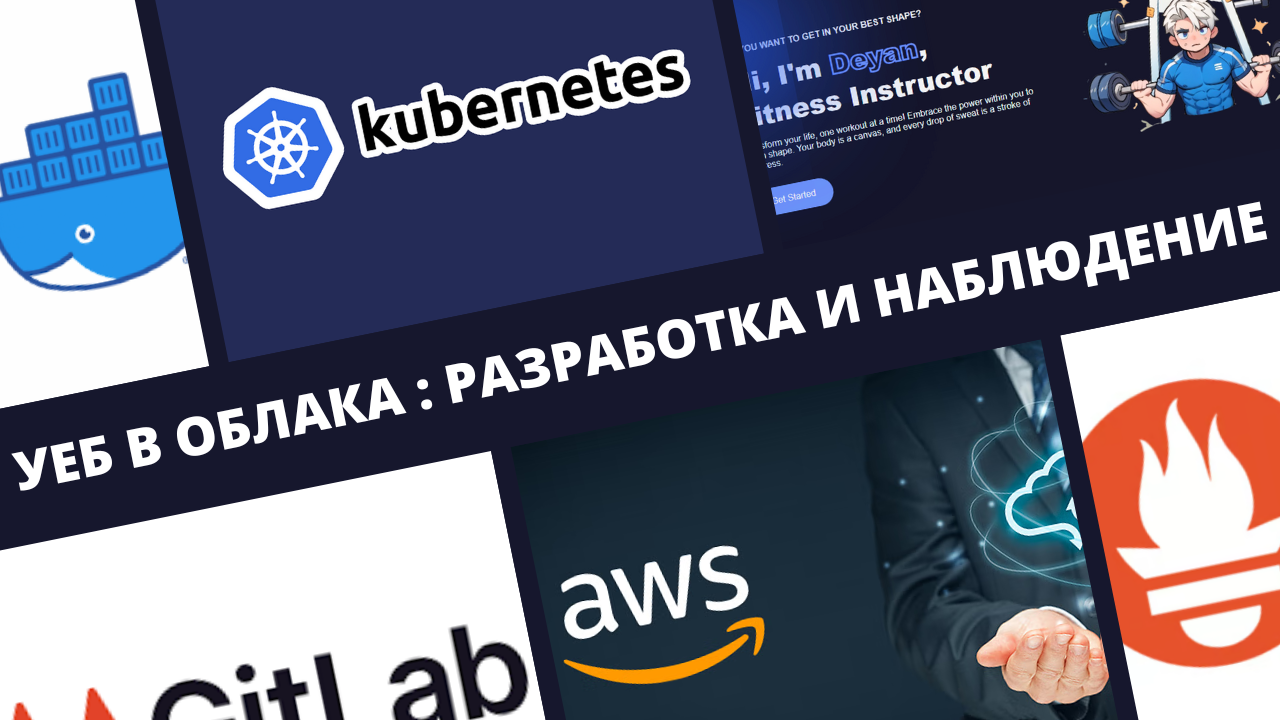 kubernetes
YOU WANT TO GET IN YOUR BEST SHAPE?
i, I'm Deyan,
itness Instructor
sform your life, one workout at a time! Embrace the power within you to
shape. Your body is a canvas, and every drop of sweat is a stroke of
ess.
Get Started
УЕБ В ОБЛАКА : РАЗРАБОТКА И НАБЛЮДЕНИЕ
GitLab
aws